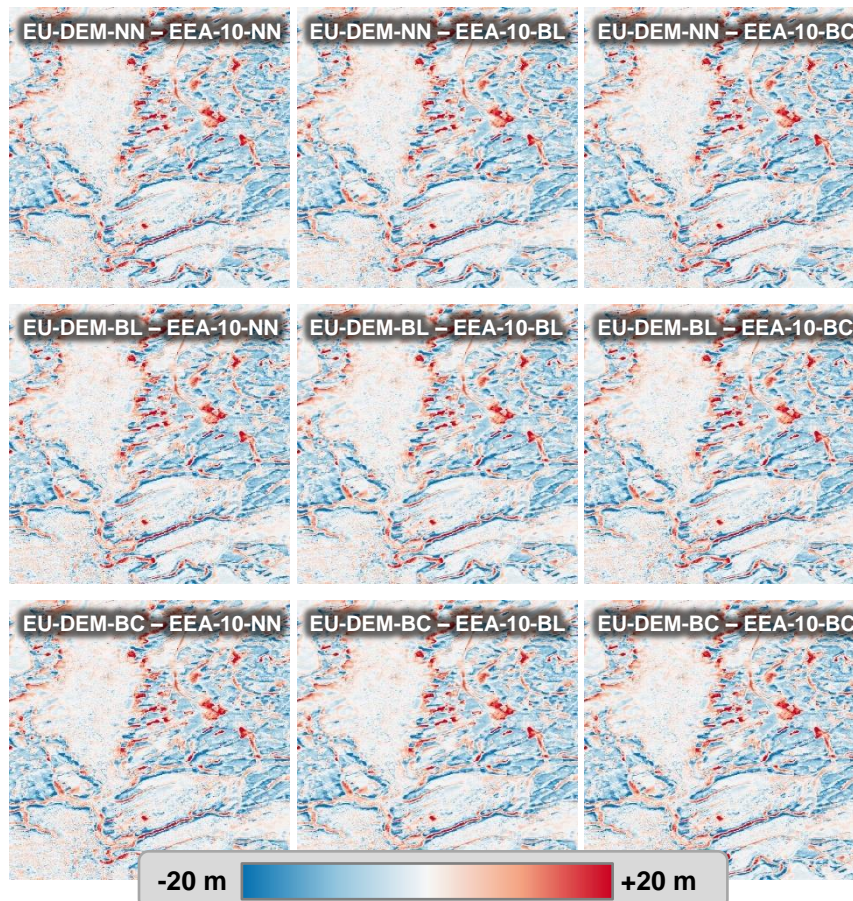 EU-DEM-NN – EEA-10-NN
EU-DEM-NN – EEA-10-BL
EU-DEM-NN – EEA-10-BC
EU-DEM-BL – EEA-10-NN
EU-DEM-BL – EEA-10-BL
EU-DEM-BL – EEA-10-BC
EU-DEM-BC – EEA-10-NN
EU-DEM-BC – EEA-10-BL
EU-DEM-BC – EEA-10-BC
-20 m
+20 m